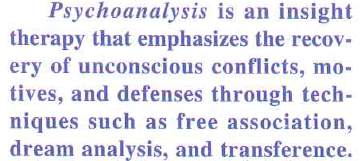 Psychoanalysis is an insight
therapy that emphasizes the recov-
ery of unconscious conflicts, mo-
tives, and defenses through tech-
niques such as free association,
dream analysis, and transference.